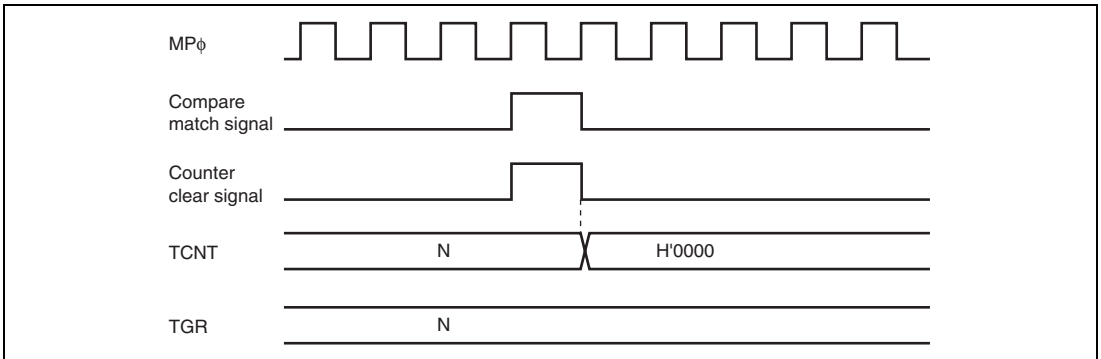 MPφ
Compare
match signal
Counter
clear signal
TCNT
N
H'0000
TGR
N